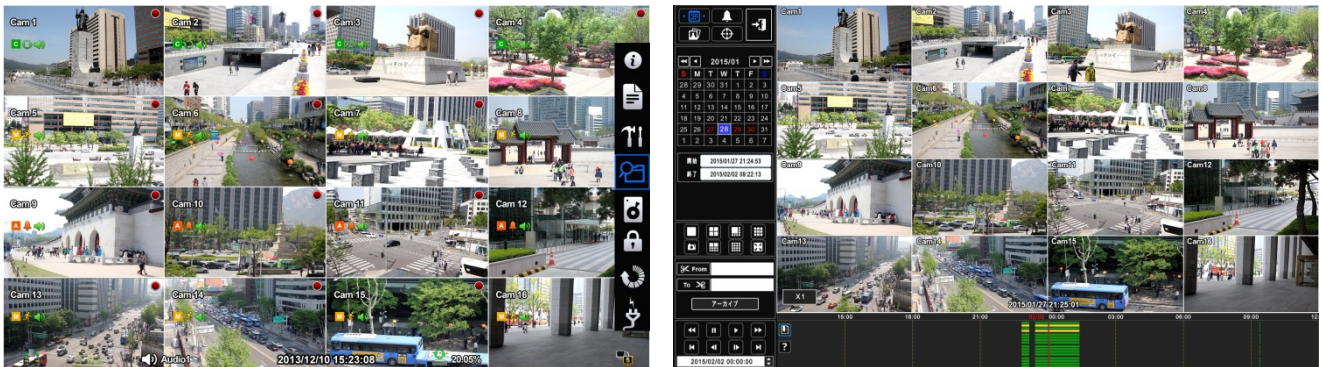 Cam 1
Cam 2
Cam 3
Cam 4
Cam 5
Cam 6
Cam 7
Cam 8
Cam 9
Cam 10
Cam 11
Cam 12
Cam 13
Cam 14
Cam 15
Cam 16
Audio1
2013/12/10 15:23:08
20.05%
2015/01
S M T W T F S
28 29 30 31 1 2 3
4 5 6 7 8 9 10
11 12 13 14 15 16 17
18 19 20 21 22 23 24
25 26 27 28 29 30 31
1 2 3 4 5 6 7
開始 2015/01/27 21:24:53
終了 2015/02/02 09:22:13
From
To
アーカイブ
2015/02/02 00:00:00
Cam1
Cam2
Cam3
Cam4
Cam5
Cam6
Cam7
Cam8
Cam9
Cam10
Cam11
Cam12
Cam13
Cam14
Cam15
Cam16
X1
2015/01/27 21:25:01
15:00 18:00 21:00 00:00 03:00 06:00 09:00